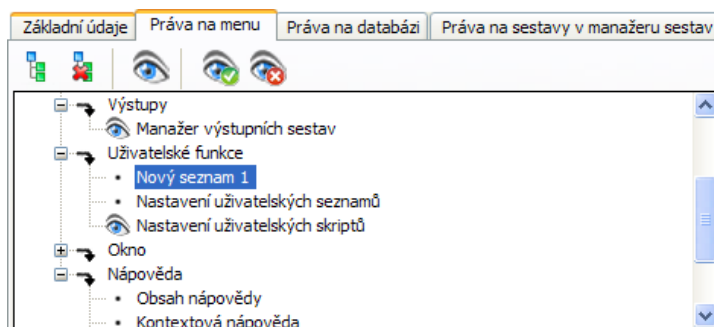 Základní údaje Práva na menu Práva na databázi Práva na sestavy v manažeru sestav
Výstupy
Manažer výstupních sestav
Uživatelské funkce
Nový seznam 1
Nastavení uživatelských seznamů
Nastavení uživatelských skriptů
Okno
Nápověda
Obsah nápovědy
Kontextová nápověda